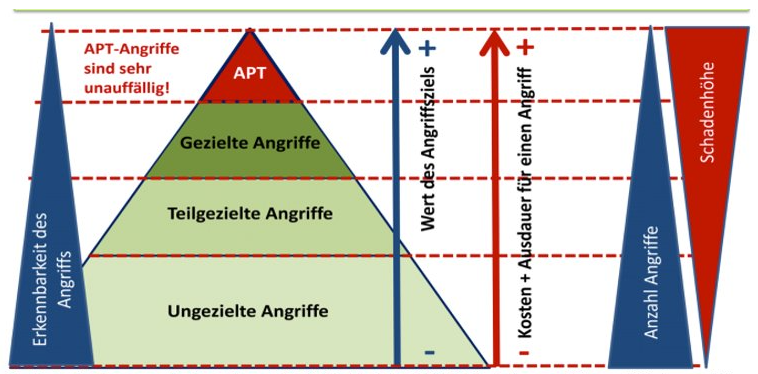 APT-Angriffe
sind sehr
unauffällig!
APT
Gezielte Angriffe
Teilgezielte Angriffe
Ungezielte Angriffe
Erkennbarkeit des
Angriffs
+
Wert des Angriffsziels
-
+
Kosten + Ausdauer für einen Angriff
-
Anzahl Angriffe
Schadenhöhe